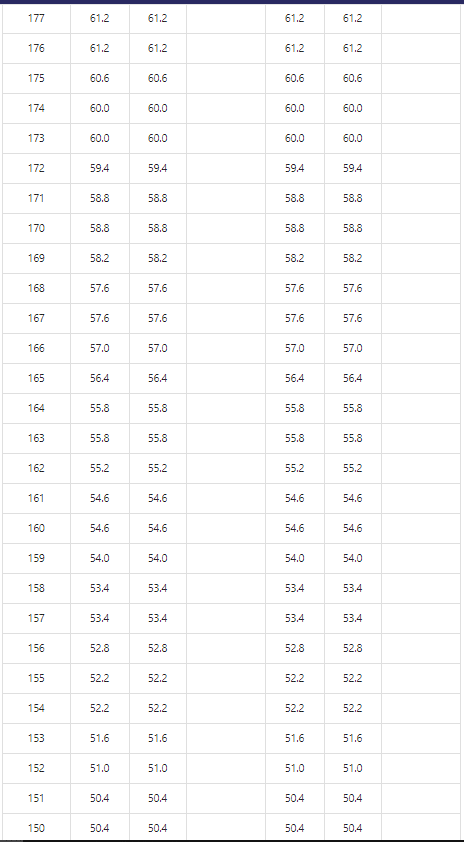 177 61.2 61.2 61.2 61.2
176 61.2 61.2 61.2 61.2
175 60.6 60.6 60.6 60.6
174 60.0 60.0 60.0 60.0
173 60.0 60.0 60.0 60.0
172 59.4 59.4 59.4 59.4
171 58.8 58.8 58.8 58.8
170 58.8 58.8 58.8 58.8
169 58.2 58.2 58.2 58.2
168 57.6 57.6 57.6 57.6
167 57.6 57.6 57.6 57.6
166 57.0 57.0 57.0 57.0
165 56.4 56.4 56.4 56.4
164 55.8 55.8 55.8 55.8
163 55.8 55.8 55.8 55.8
162 55.2 55.2 55.2 55.2
161 54.6 54.6 54.6 54.6
160 54.6 54.6 54.6 54.6
159 54.0 54.0 54.0 54.0
158 53.4 53.4 53.4 53.4
157 53.4 53.4 53.4 53.4
156 52.8 52.8 52.8 52.8
155 52.2 52.2 52.2 52.2
154 52.2 52.2 52.2 52.2
153 51.6 51.6 51.6 51.6
152 51.0 51.0 51.0 51.0
151 50.4 50.4 50.4 50.4
150 50.4 50.4 50.4 50.4